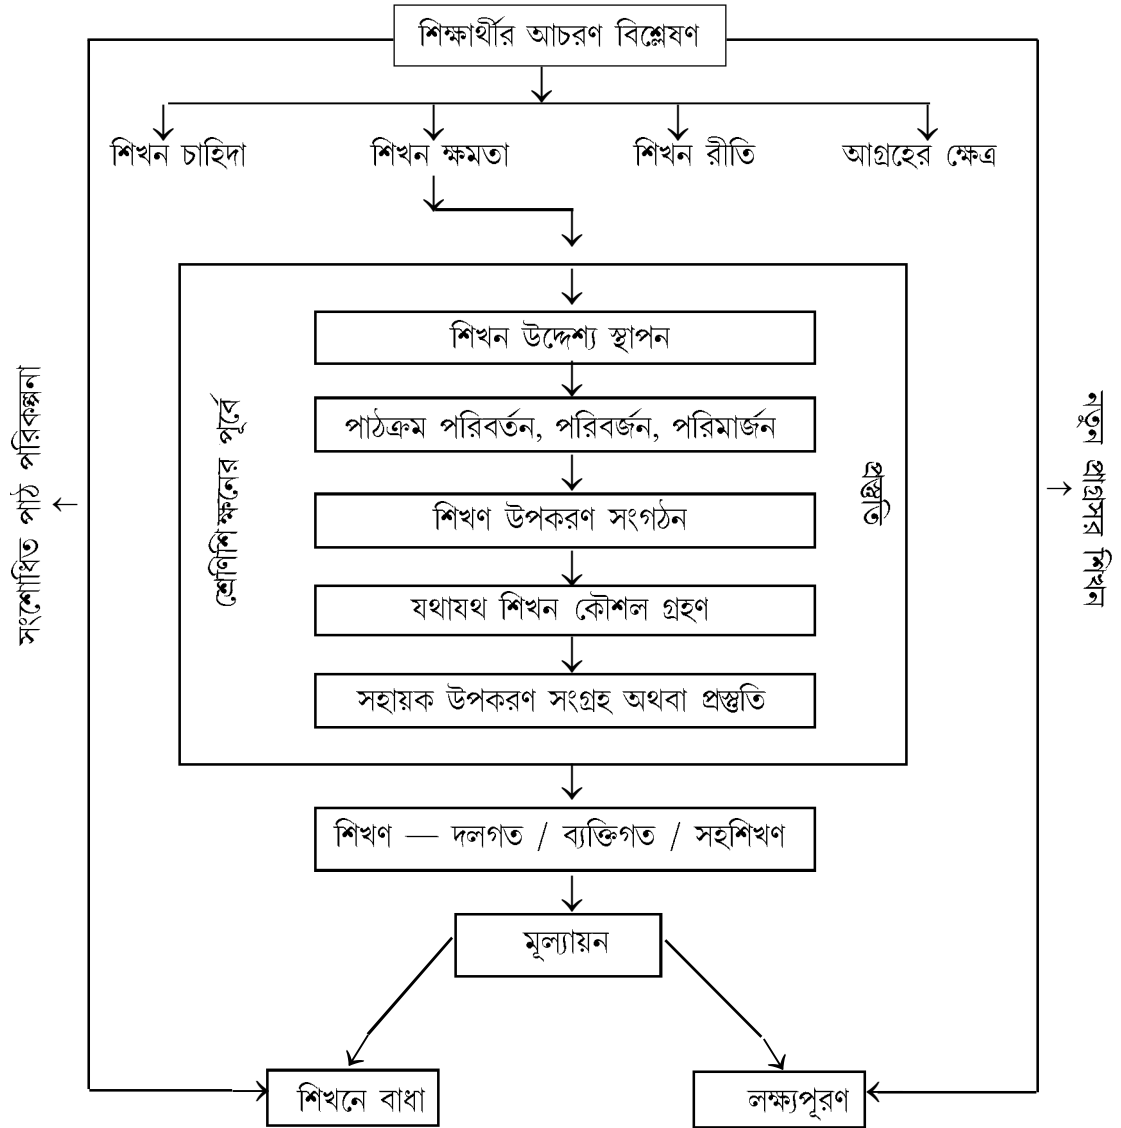 শিক্ষার্থীর আচরণ বিশ্লেষণ
শিখন চাহিদা
শিখন ক্ষমতা
শিখন রীতি
আগ্রহের ক্ষেত্র
শিখন উদ্দেশ্য স্থাপন
পাঠক্রম পরিবর্তন, পরিবর্জন, পরিমার্জন
শিখণ উপকরণ সংগঠন
যথাযথ শিখন কৌশল গ্রহণ
সহায়ক উপকরণ সংগ্রহ অথবা প্রস্তুতি
শ্রেণিশিক্ষনের পূর্বে
প্রস্তুতি
সংশোধিত পাঠ পরিকল্পনা
নতুন প্রান্তের শিখন
শিখণ — দলগত / ব্যক্তিগত / সহশিখণ
মূল্যায়ন
শিখনে বাধা
লক্ষ্যপূরণ